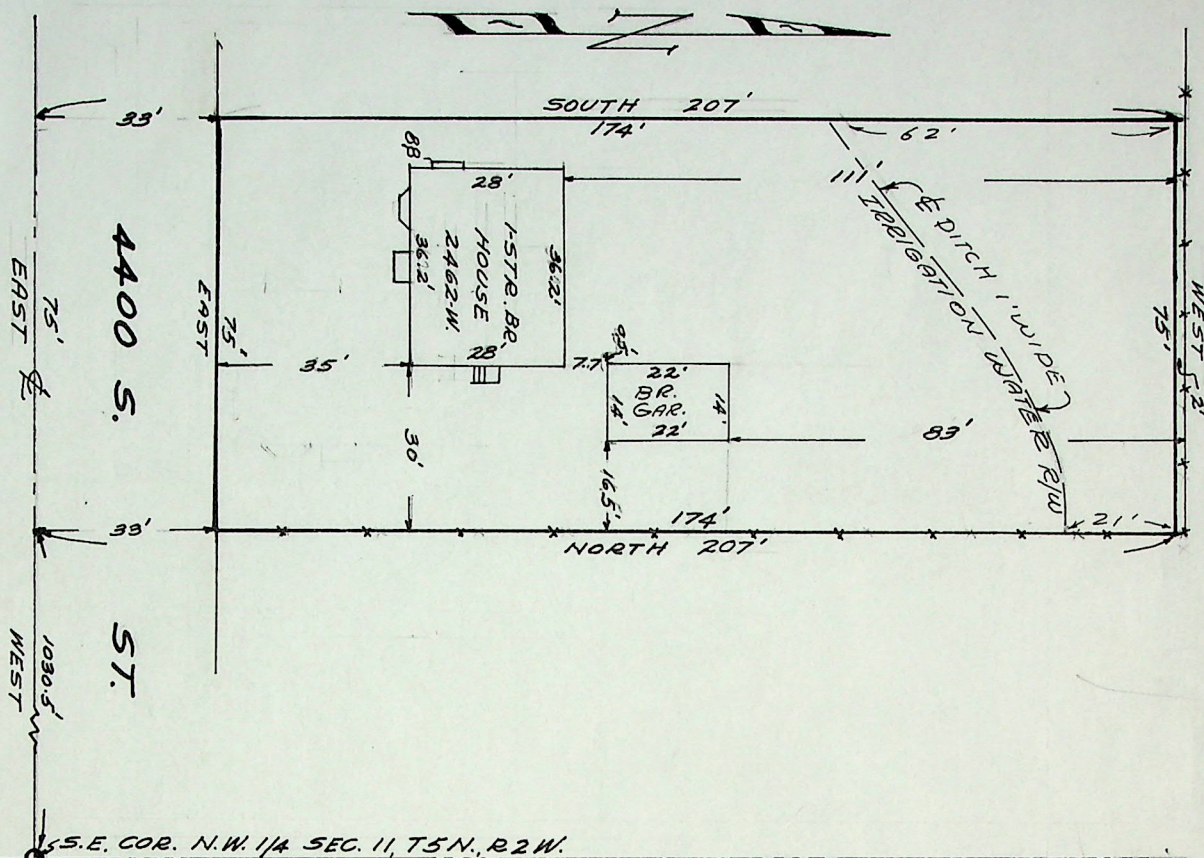 N
SOUTH 207'
33'
174'
62'
8.8'
28'
111'
1-STR. BR.
HOUSE
2462-W.
36.2'
36.2'
28'
℄ DITCH 1' WIDE
IRRIGATION WATER R/W
WEST
75'
4400 S. ST.
EAST
75'
EAST
75'
℄
35'
30'
7.7'
22'
BR.
GAR.
14'
14'
22'
83'
16.5'
33'
174'
21'
NORTH 207'
WEST
1030.5'
S.E. COR. N.W. 1/4 SEC. 11, T5N, R2W.